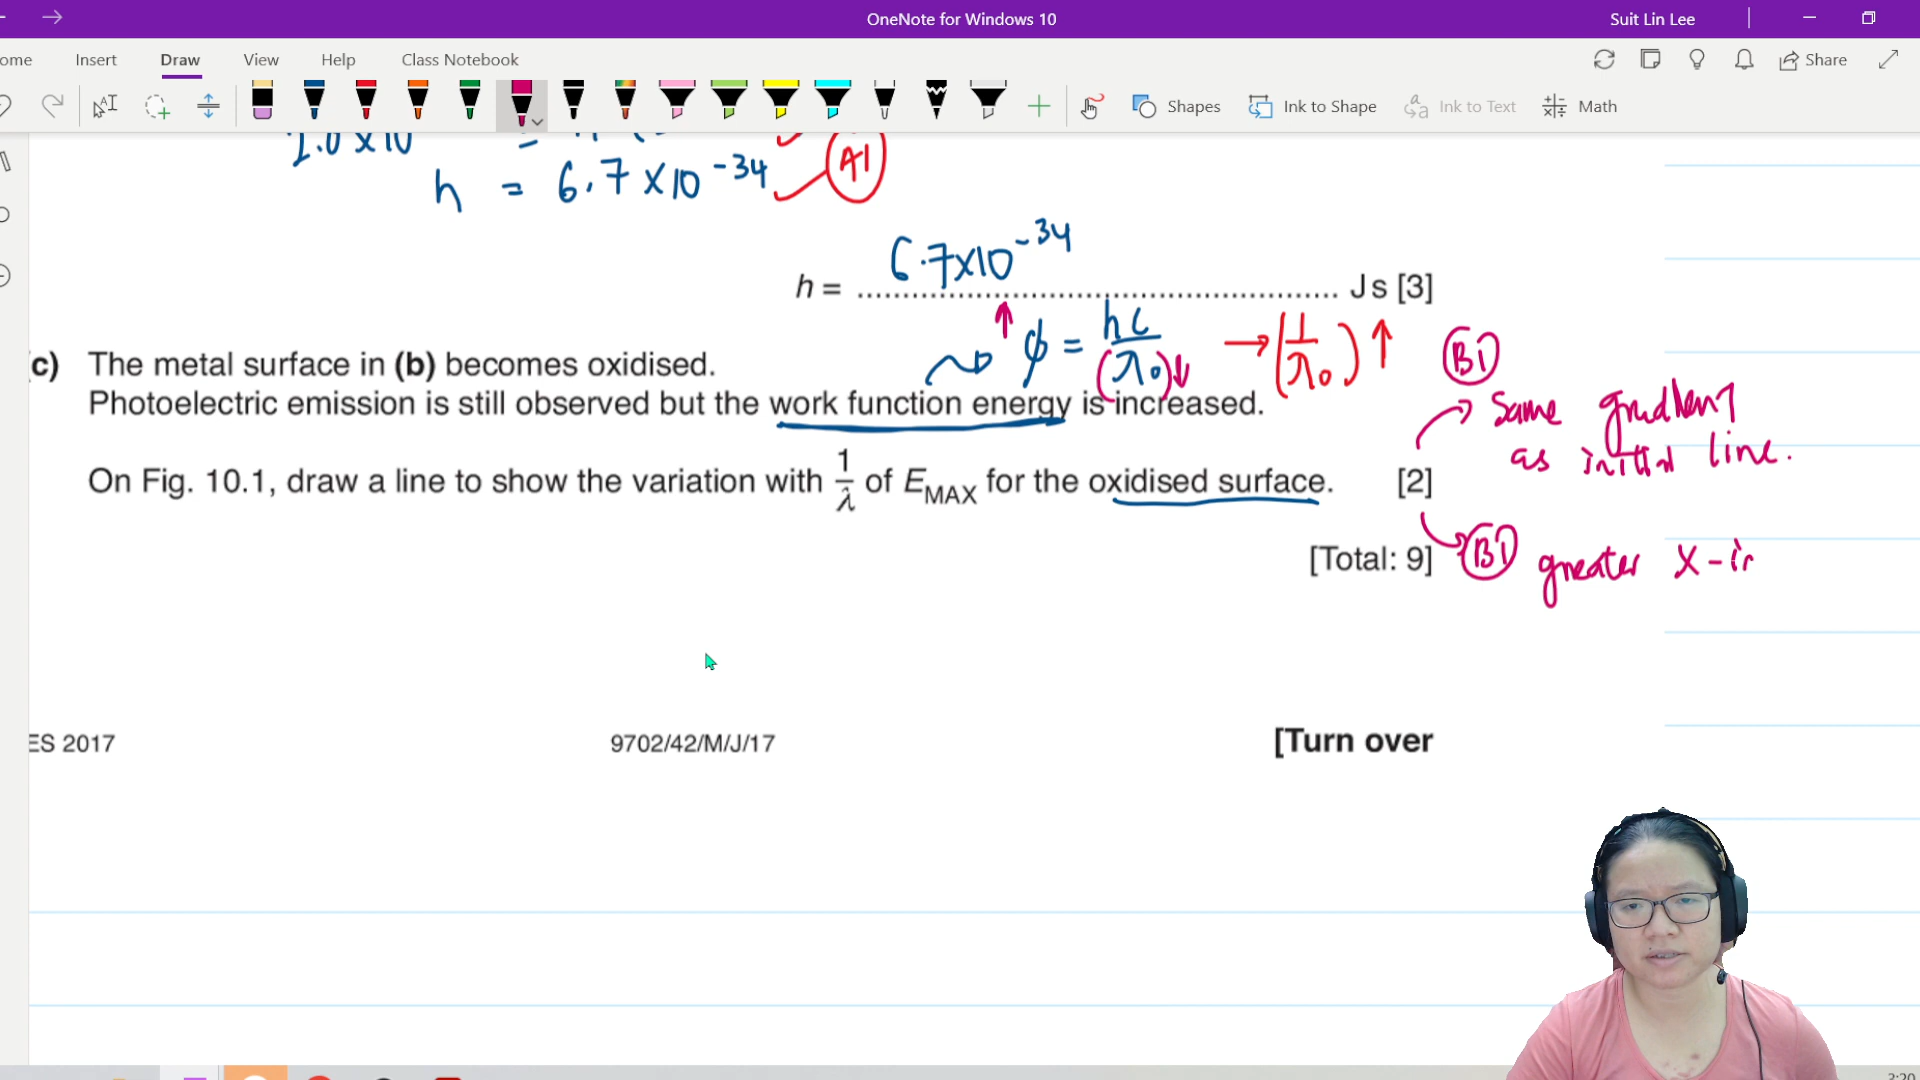 OneNote for Windows 10
Suit Lin Lee
ome Insert Draw View Help Class Notebook
Share
Shapes Ink to Shape Ink to Text Math
h = 6.7 × 10⁻³⁴ A1
6.7×10⁻³⁴
h = ........................................ J s [3]
↑ φ = hc/(λ₀)↓ → (1/λ₀) ↑
(c) The metal surface in (b) becomes oxidised.
Photoelectric emission is still observed but the work function energy is increased.
B1
Same gradient
as initial line.
On Fig. 10.1, draw a line to show the variation with 1/λ of E_MAX for the oxidised surface. [2]
[Total: 9]
B1 greater x-in
ES 2017
9702/42/M/J/17
[Turn over